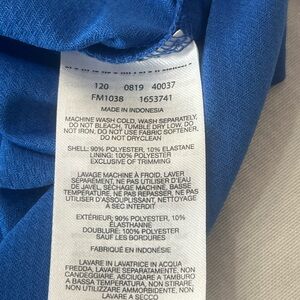 120 0819 40037
FM1038 1653741
MADE IN INDONESIA
MACHINE WASH COLD, WASH SEPARATELY,
DO NOT BLEACH, TUMBLE DRY LOW, DO
NOT IRON, DO NOT USE FABRIC SOFTENER,
DO NOT DRYCLEAN
SHELL: 90% POLYESTER, 10% ELASTANE
LINING: 100% POLYESTER
EXCLUSIVE OF TRIMMING
LAVAGE MACHINE À FROID, LAVER
SÉPARÉMENT, NE PAS UTILISER D'EAU
DE JAVEL, SÉCHAGE MACHINE, BASSE
TEMPÉRATURE, NE PAS REPASSER, NE PAS
UTILISER D'ASSOUPLISSANT, NETTOYAGE
À SEC INTERDIT
EXTÉRIEUR: 90% POLYESTER, 10%
ÉLASTHANNE
DOUBLURE: 100% POLYESTER
SAUF LES BORDURES
FABRIQUÉ EN INDONÉSIE
LAVARE IN LAVATRICE IN ACQUA
FREDDA, LAVARE SEPARATAMENTE, NON
CANDEGGIARE, ASCIUGARE A TAMBURO
A BASSA TEMPERATURA, NON STIRARE,
NON UTILIZZARE AMMORBIDENTE, NON
LAVARE A SECCO